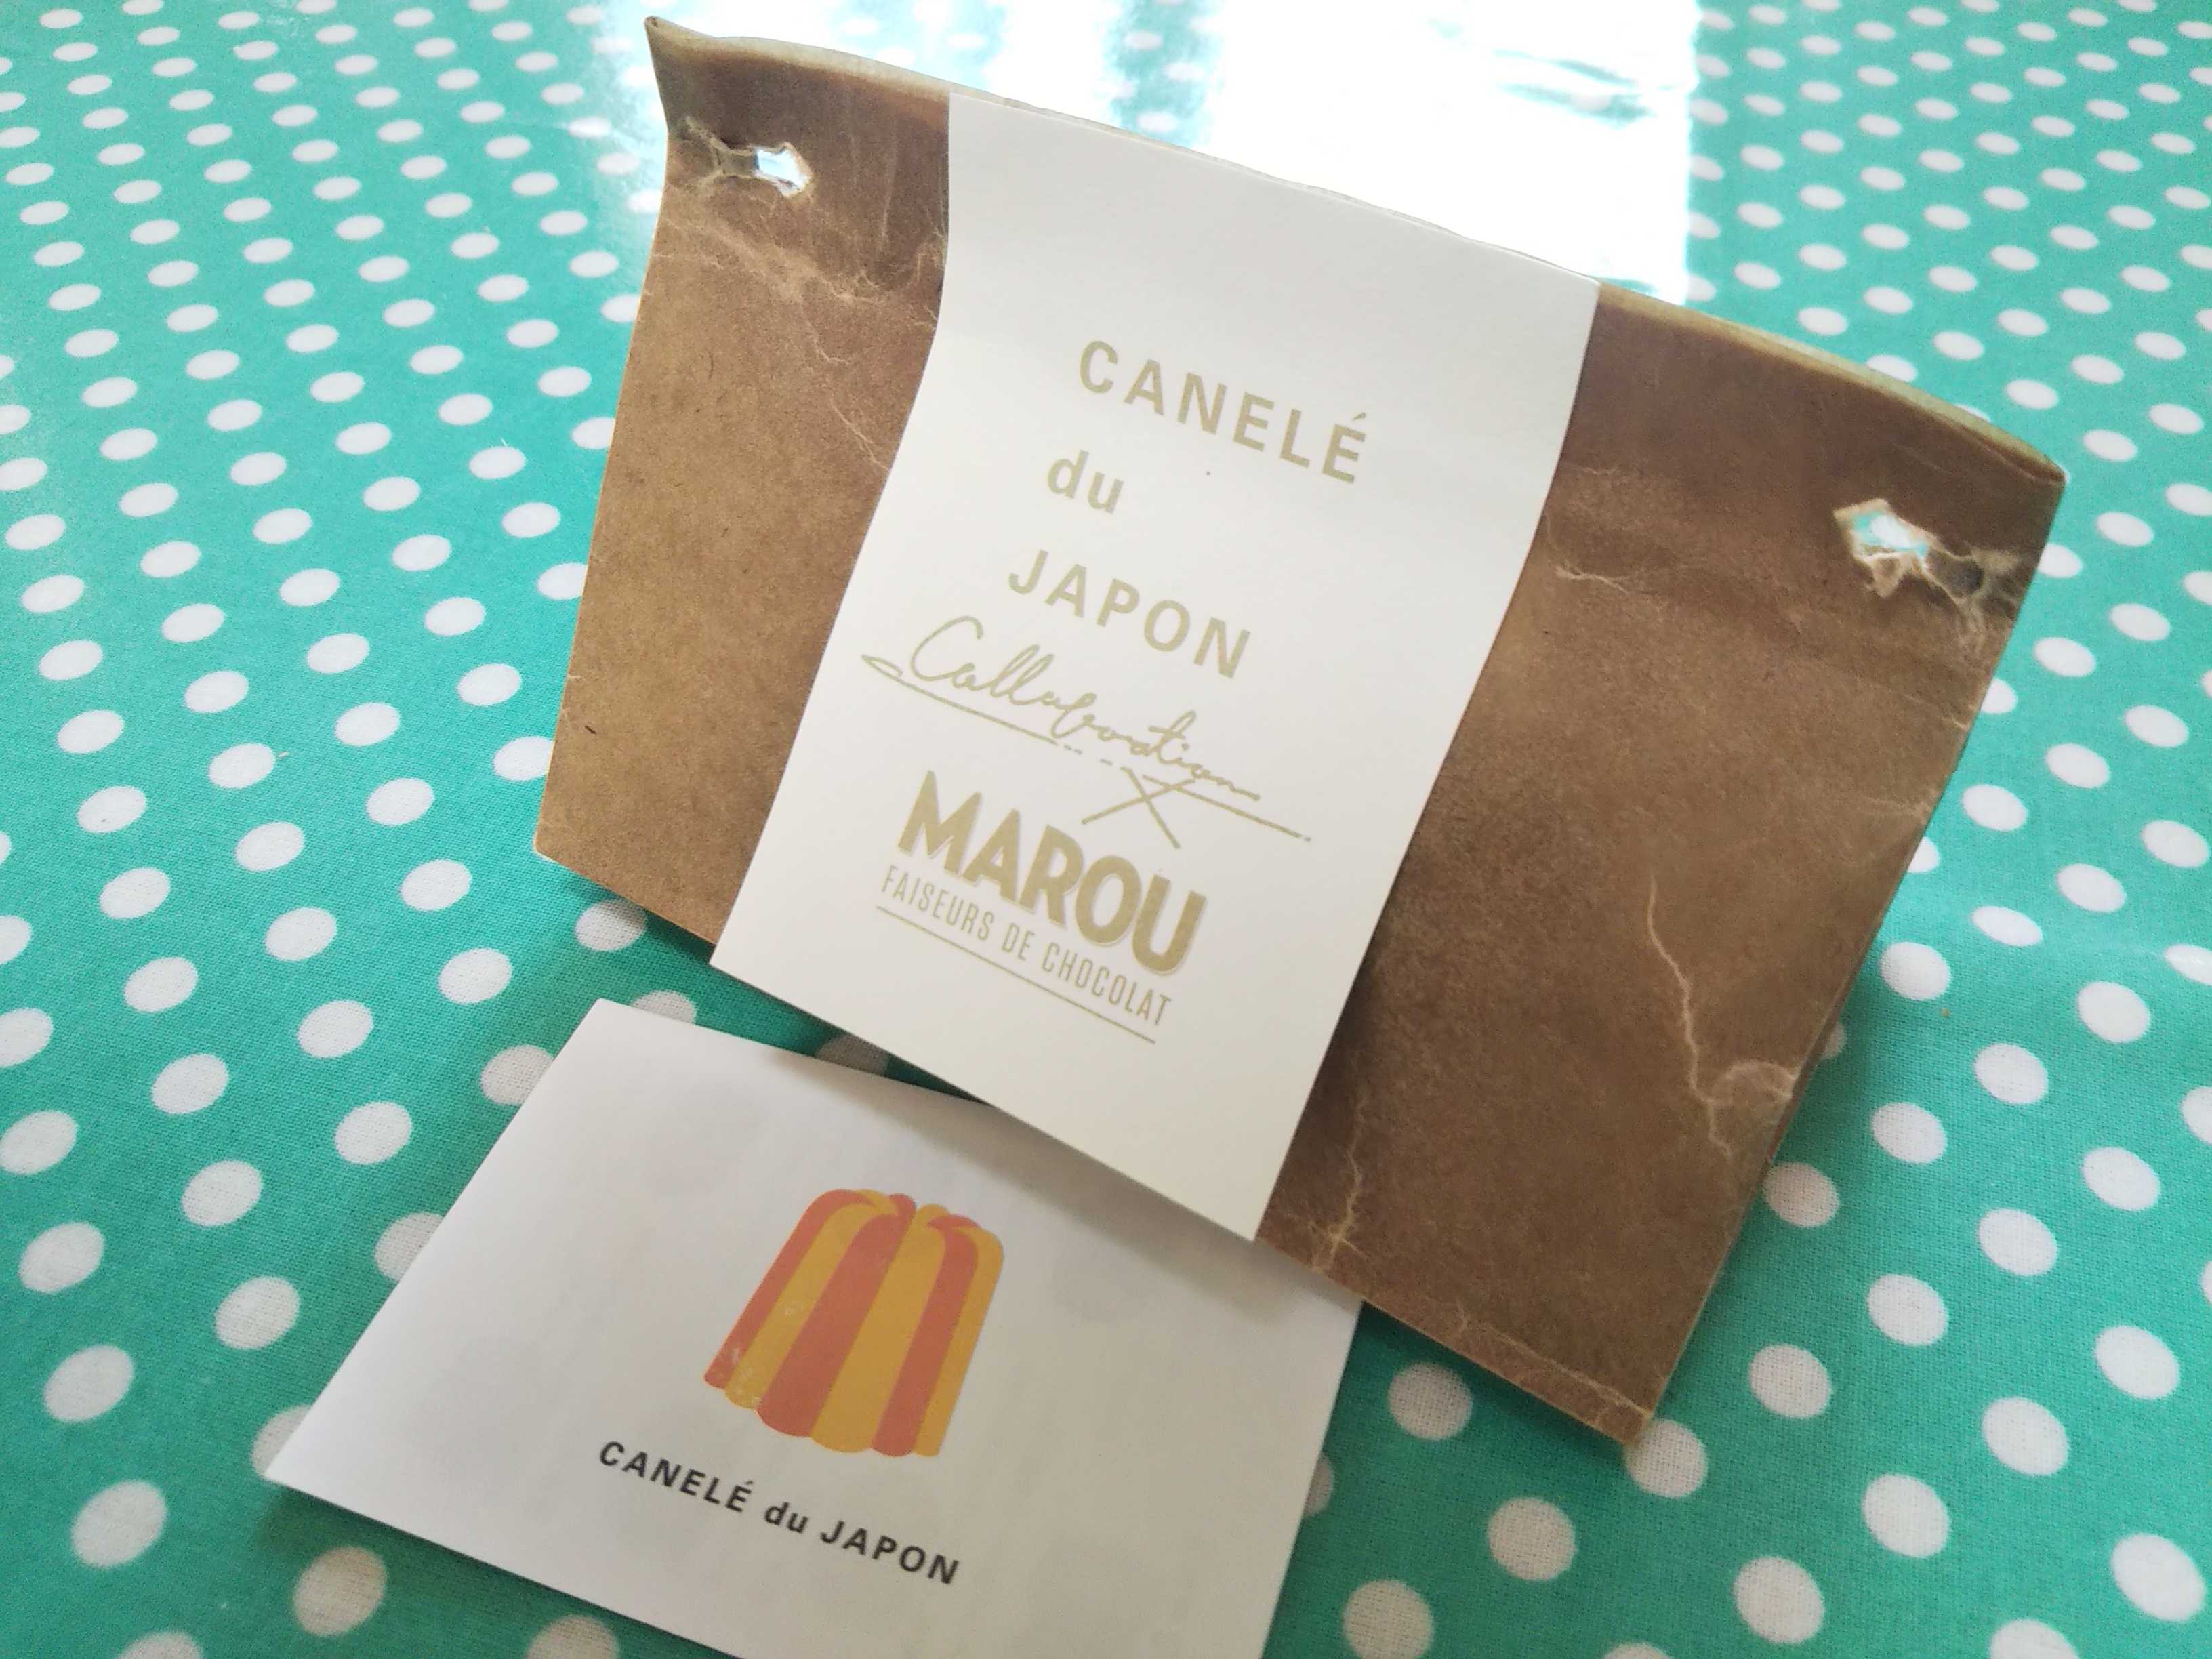 CANELÉ
du
JAPON
Collaboration
X
MAROU
FAISEURS DE CHOCOLAT
CANELÉ du JAPON